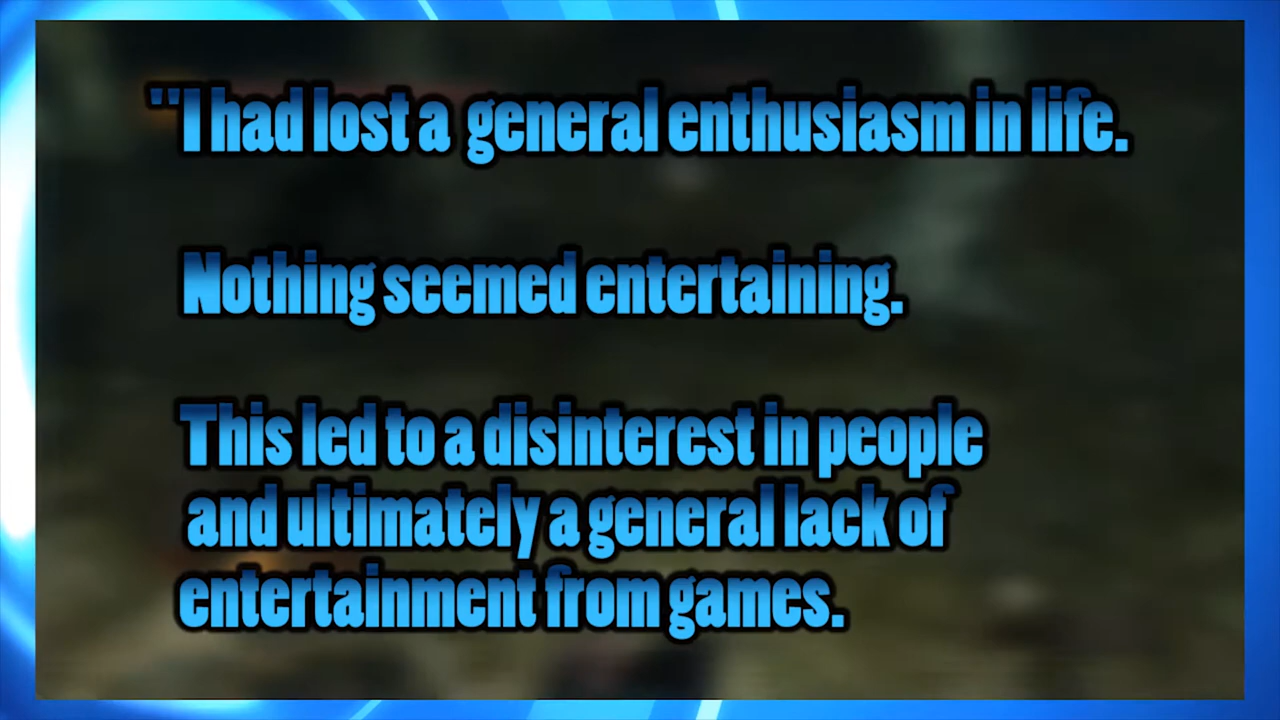 "I had lost a general enthusiasm in life.
Nothing seemed entertaining.
This led to a disinterest in people
and ultimately a general lack of
entertainment from games.